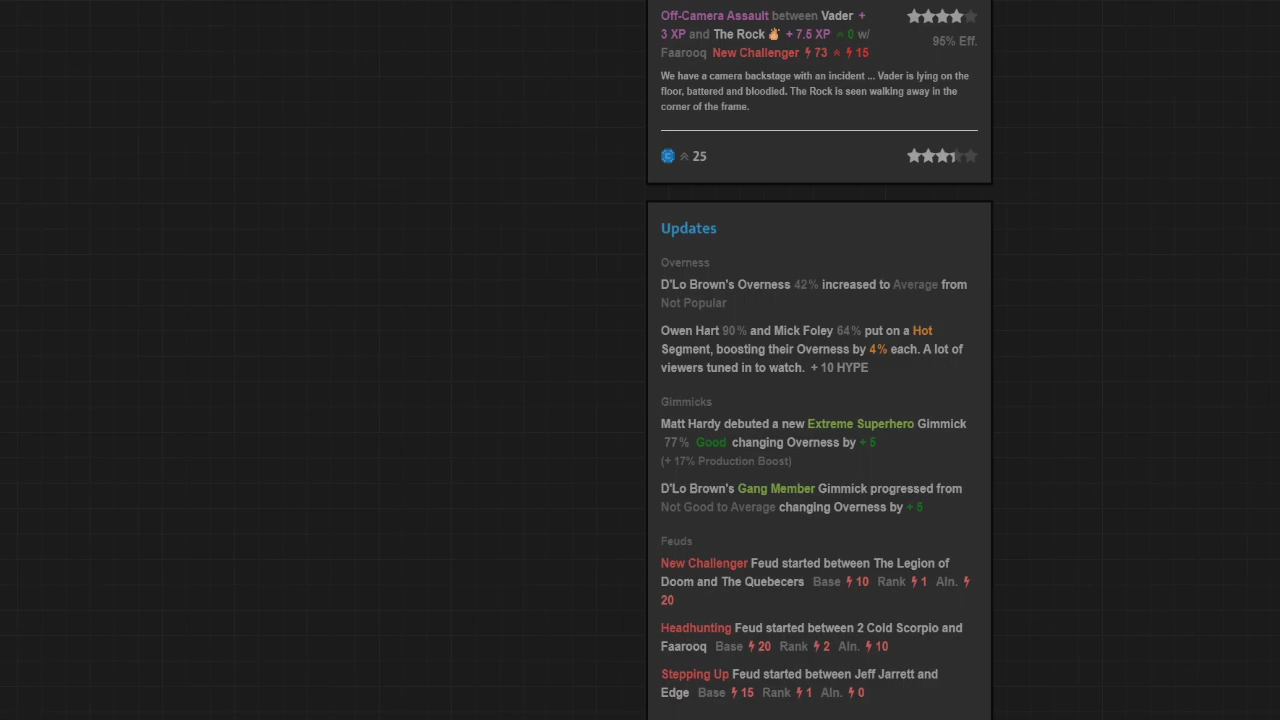 Off-Camera Assault between Vader +
3 XP and The Rock + 7.5 XP 0 w/
95% Eff.
Faarooq New Challenger 73 15
We have a camera backstage with an incident ... Vader is lying on the
floor, battered and bloodied. The Rock is seen walking away in the
corner of the frame.
25
Updates
Overness
D'Lo Brown's Overness 42% increased to Average from
Not Popular
Owen Hart 90% and Mick Foley 64% put on a Hot
Segment, boosting their Overness by 4% each. A lot of
viewers tuned in to watch. + 10 HYPE
Gimmicks
Matt Hardy debuted a new Extreme Superhero Gimmick
77% Good changing Overness by + 5
(+ 17% Production Boost)
D'Lo Brown's Gang Member Gimmick progressed from
Not Good to Average changing Overness by + 5
Feuds
New Challenger Feud started between The Legion of
Doom and The Quebecers Base 10 Rank 1 Aln.
20
Headhunting Feud started between 2 Cold Scorpio and
Faarooq Base 20 Rank 2 Aln. 10
Stepping Up Feud started between Jeff Jarrett and
Edge Base 15 Rank 1 Aln. 0